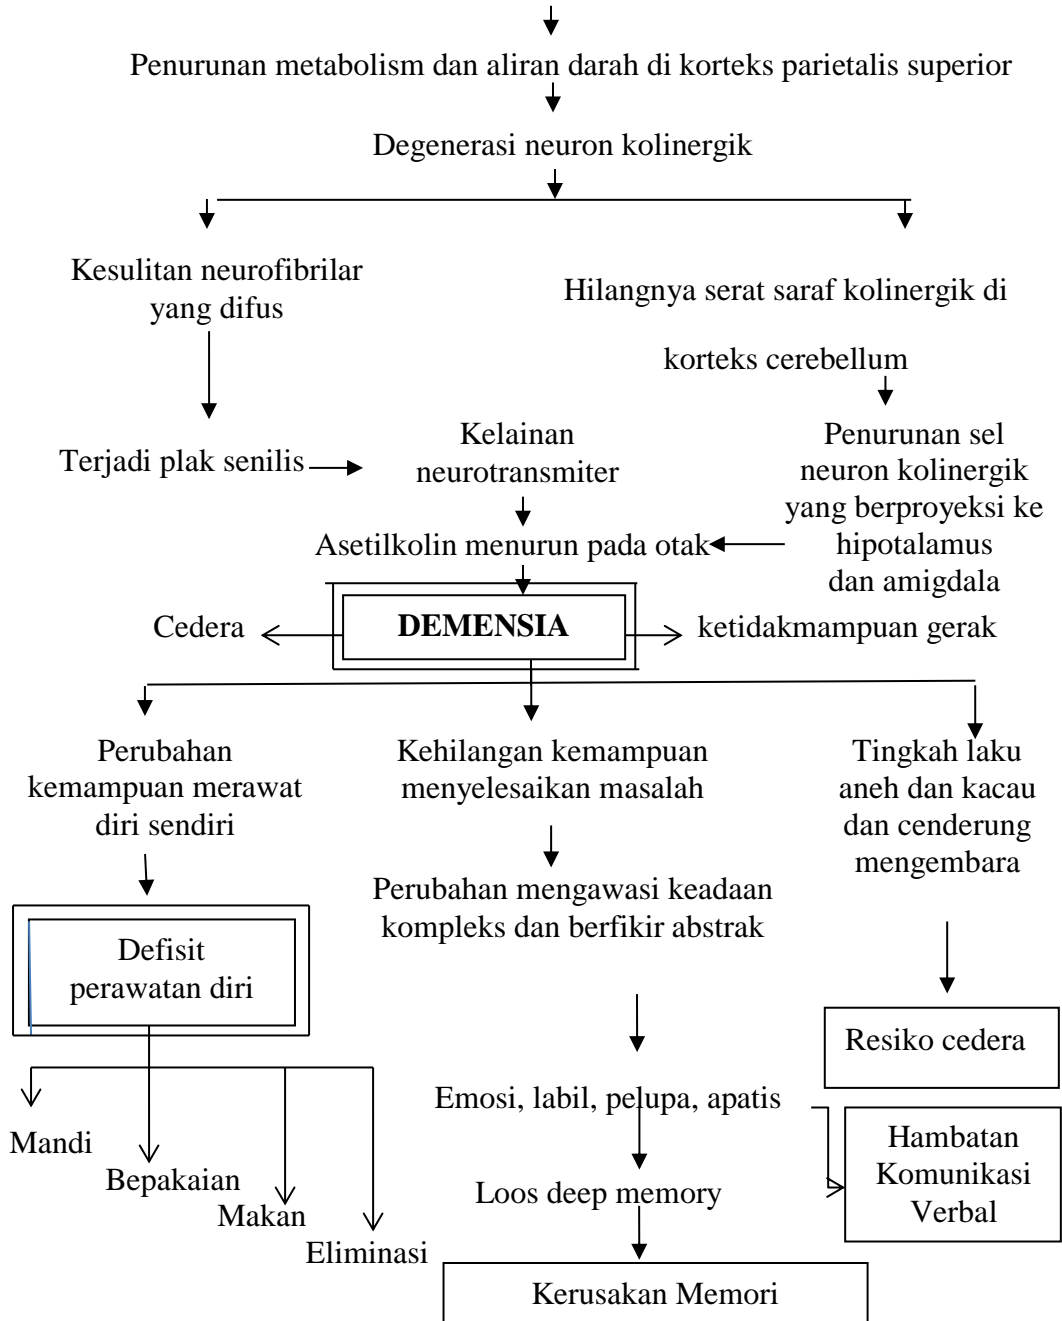 Penurunan metabolism dan aliran darah di korteks parietalis superior
Degenerasi neuron kolinergik
Kesulitan neurofibrilar
yang difus
Hilangnya serat saraf kolinergik di
korteks cerebellum
Terjadi plak senilis
Kelainan
neurotransmiter
Penurunan sel
neuron kolinergik
yang berproyeksi ke
hipotalamus
dan amigdala
Asetilkolin menurun pada otak
Cedera
DEMENSIA
ketidakmampuan gerak
Perubahan
kemampuan merawat
diri sendiri
Kehilangan kemampuan
menyelesaikan masalah
Tingkah laku
aneh dan kacau
dan cenderung
mengembara
Perubahan mengawasi keadaan
kompleks dan berfikir abstrak
Defisit
perawatan diri
Resiko cedera
Emosi, labil, pelupa, apatis
Hambatan
Komunikasi
Verbal
Mandi
Bepakaian
Makan
Eliminasi
Loos deep memory
Kerusakan Memori